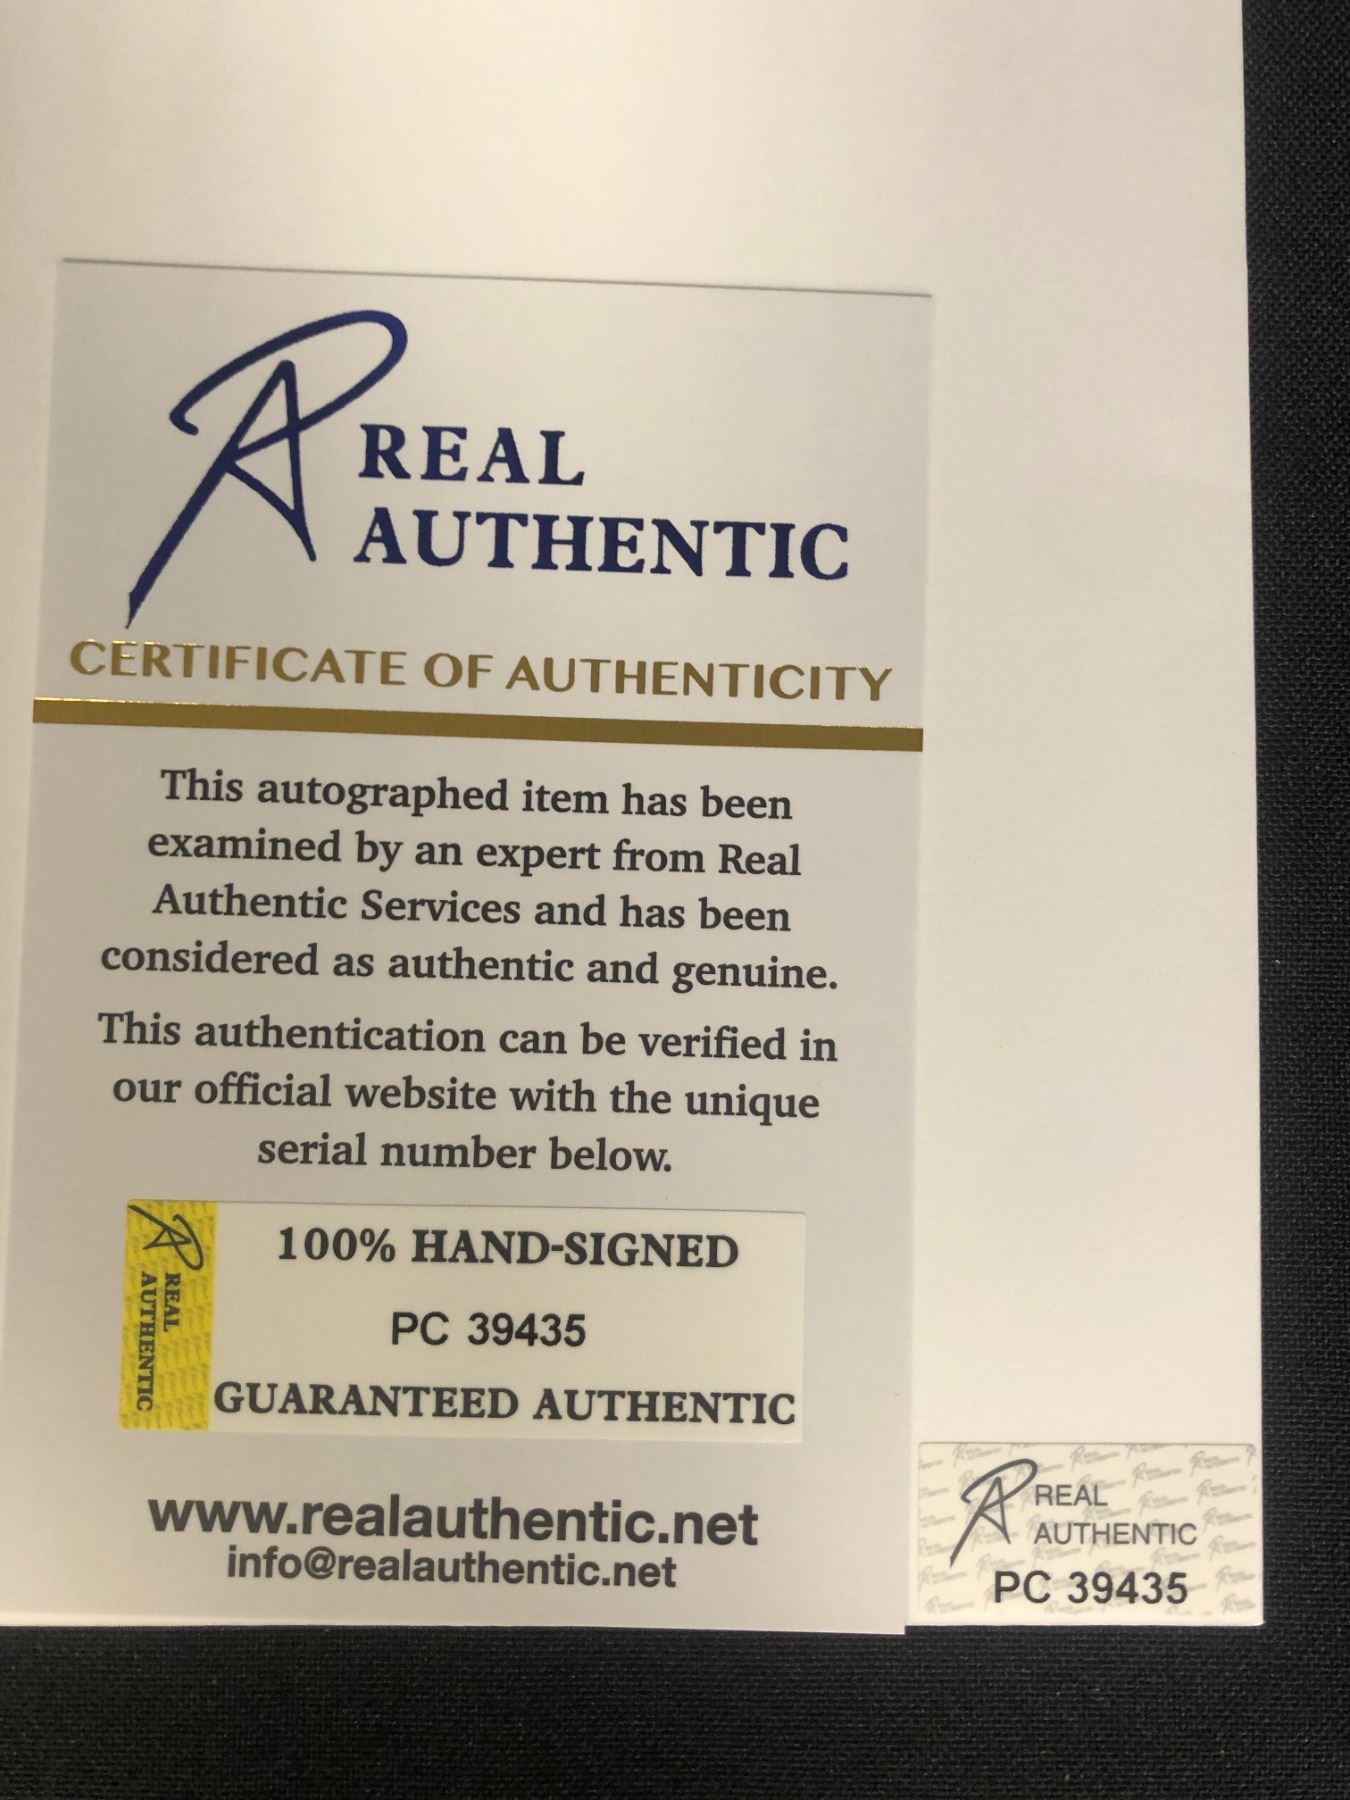 REAL
AUTHENTIC
CERTIFICATE OF AUTHENTICITY
This autographed item has been
examined by an expert from Real
Authentic Services and has been
considered as authentic and genuine.
This authentication can be verified in
our official website with the unique
serial number below.
REAL
AUTHENTIC
100% HAND-SIGNED
PC 39435
GUARANTEED AUTHENTIC
www.realauthentic.net
info@realauthentic.net
REAL
AUTHENTIC
PC 39435